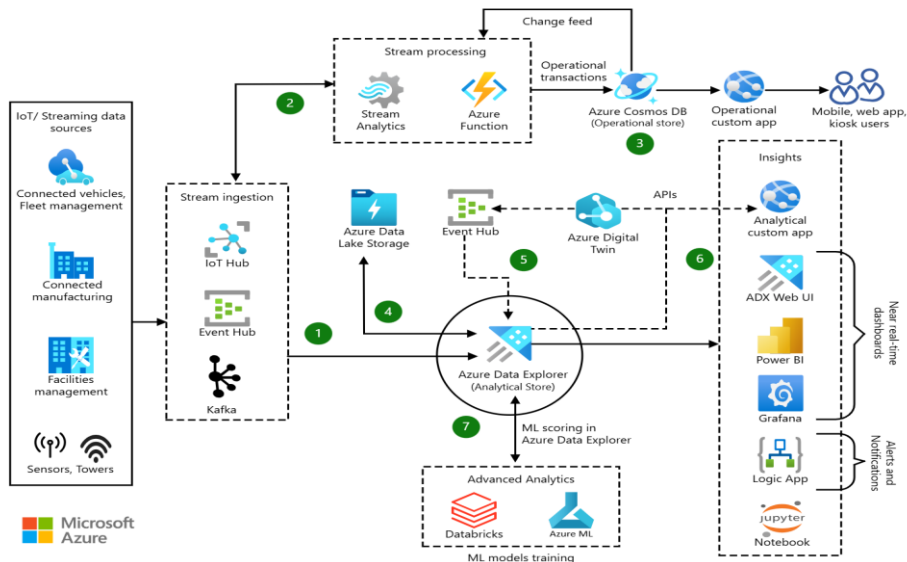 Change feed
Stream processing
Stream
Analytics
Azure
Function
Operational
transactions
Azure Cosmos DB
(Operational store)
Operational
custom app
Mobile, web app,
kiosk users
2
3
IoT/ Streaming data
sources
Connected vehicles,
Fleet management
Connected
manufacturing
Facilities
management
Sensors, Towers
Stream ingestion
IoT Hub
Event Hub
Kafka
1
Azure Data
Lake Storage
4
Event Hub
5
Azure Digital
Twin
APIs
6
Azure Data Explorer
(Analytical Store)
7
ML scoring in
Azure Data Explorer
Advanced Analytics
Databricks
Azure ML
ML models training
Insights
Analytical
custom app
ADX Web UI
Power BI
Grafana
Near real-time
dashboards
Logic App
Alerts and
Notifications
jupyter
Notebook
Microsoft
Azure